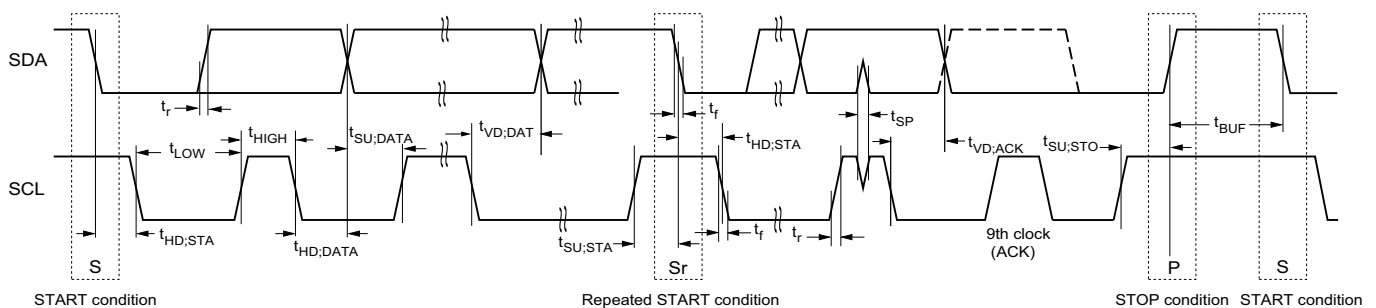 SDA
t_r
t_HIGH
t_LOW
t_SU;DATA
t_VD;DAT
t_f
t_HD;STA
t_SP
t_VD;ACK
t_SU;STO
t_BUF
SCL
t_HD;STA
t_HD;DATA
t_SU;STA
t_f
t_r
9th clock
(ACK)
S
Sr
P
S
START condition
Repeated START condition
STOP condition
START condition